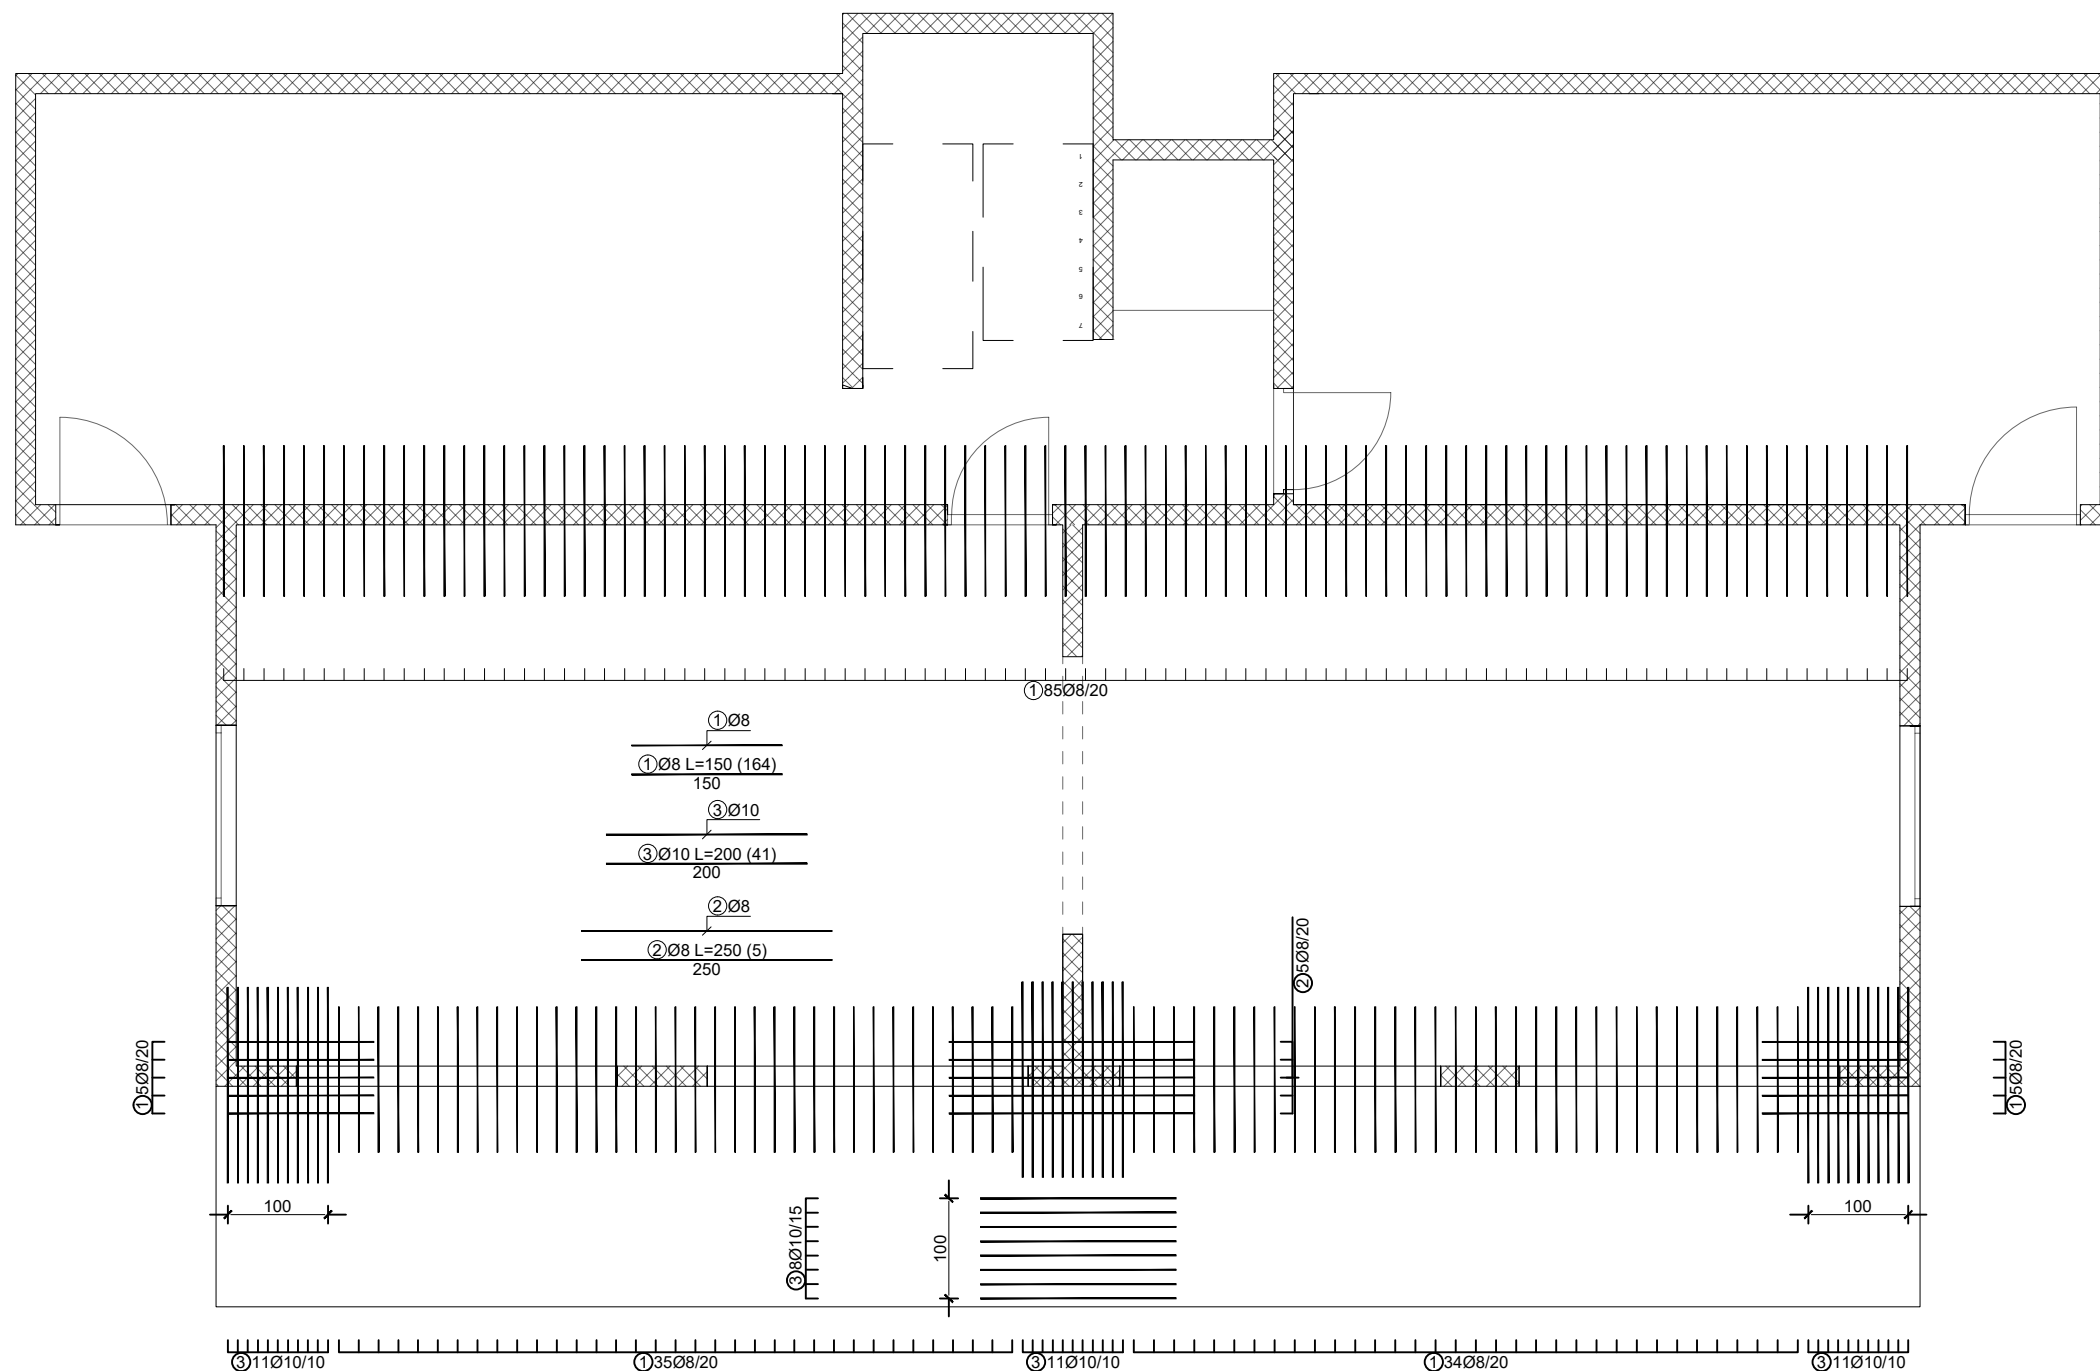 1
2
3
4
5
6
7
①85Ø8/20
①Ø8
①Ø8 L=150 (164)
150
③Ø10
③Ø10 L=200 (41)
200
②Ø8
②Ø8 L=250 (5)
250
②5Ø8/20
①5Ø8/20
①5Ø8/20
100
③8Ø10/15
100
100
③11Ø10/10
①35Ø8/20
③11Ø10/10
①34Ø8/20
③11Ø10/10